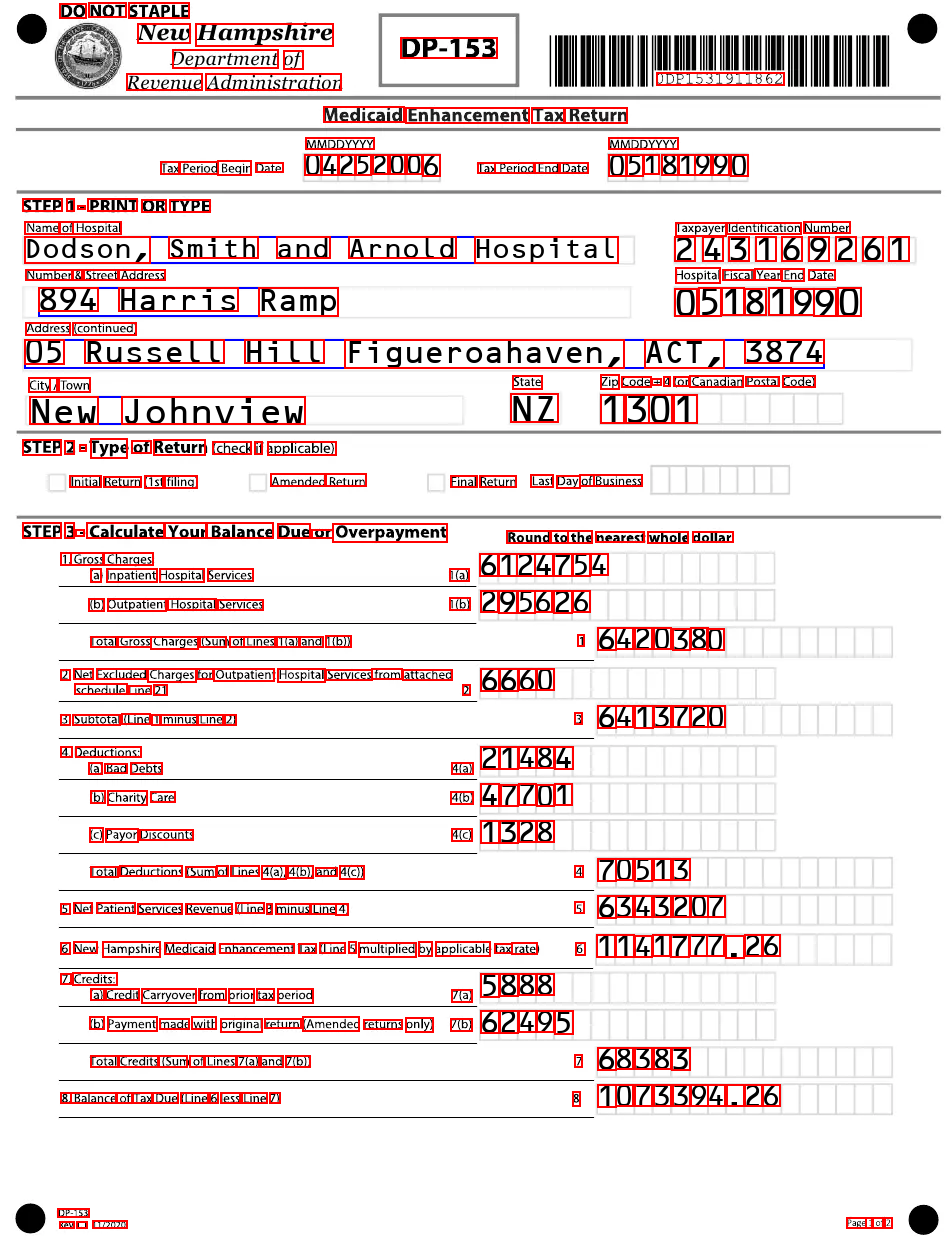 DO NOT STAPLE
New Hampshire
Department of
Revenue Administration
DP-153
0DP1531911862
Medicaid Enhancement Tax Return
MMDDYYYY MMDDYYYY
Tax Period Begin Date 04252006 Tax Period End Date 05181990
STEP 1 - PRINT OR TYPE
Name of Hospital Taxpayer Identification Number
Dodson, Smith and Arnold Hospital 243169261
Number & Street Address Hospital Fiscal Year End Date
894 Harris Ramp 05181990
Address (continued)
05 Russell Hill Figueroahaven, ACT, 3874
City / Town State Zip Code + 4 (or Canadian Postal Code)
New Johnview NZ 1301
STEP 2 - Type of Return (check if applicable)
Initial Return (1st filing) Amended Return Final Return Last Day of Business
STEP 3 - Calculate Your Balance Due or Overpayment Round to the nearest whole dollar
1. Gross Charges
a) Inpatient Hospital Services 1(a) 6124754
(b) Outpatient Hospital Services 1(b) 295626
Total Gross Charges (Sum of Lines 1(a) and 1(b)) 1 6420380
2. Net Excluded Charges for Outpatient Hospital Services from attached
schedule Line 21 2 6660
3. Subtotal (Line 1 minus Line 2) 3 6413720
4. Deductions:
(a) Bad Debts 4(a) 21484
b) Charity Care 4(b) 47701
(c) Payor Discounts 4(c) 1328
Total Deductions (Sum of Lines 4(a), 4(b), and 4(c)) 4 70513
5. Net Patient Services Revenue (Line 3 minus Line 4) 5 6343207
6. New Hampshire Medicaid Enhancement Tax (Line 5 multiplied by applicable tax rate) 6 1141777.26
7. Credits:
a) Credit Carryover from prior tax period 7(a) 5888
(b) Payment made with original return (Amended returns only) 7(b) 62495
Total Credits (Sum of Lines 7(a) and 7(b)) 7 68383
8. Balance of Tax Due (Line 6 less Line 7) 8 1073394.26
DP-153
Rev 11/2020
Page 1 of 2